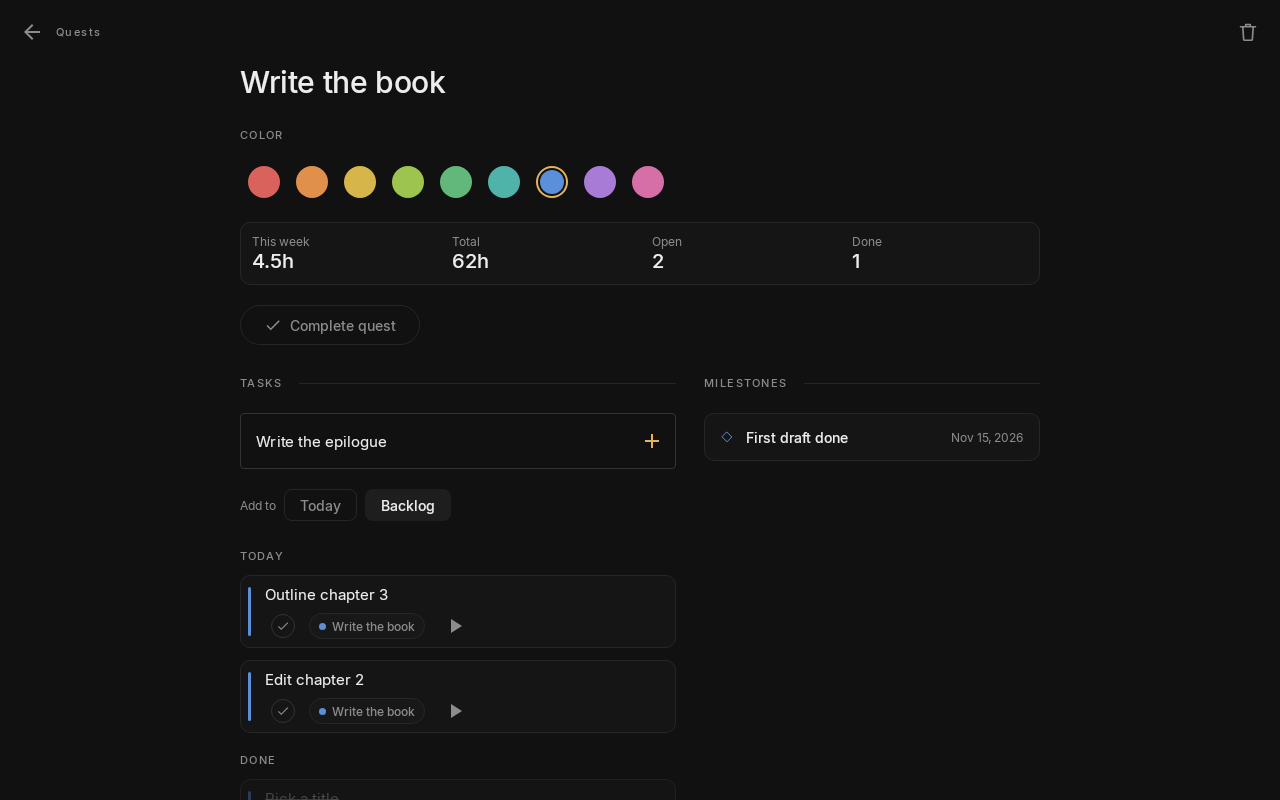 Quests
Write the book
COLOR
This week
4.5h
Total
62h
Open
2
Done
1
Complete quest
TASKS
Write the epilogue
Add to
Today
Backlog
TODAY
Outline chapter 3
Write the book
Edit chapter 2
Write the book
DONE
Pick a title
MILESTONES
First draft done
Nov 15, 2026